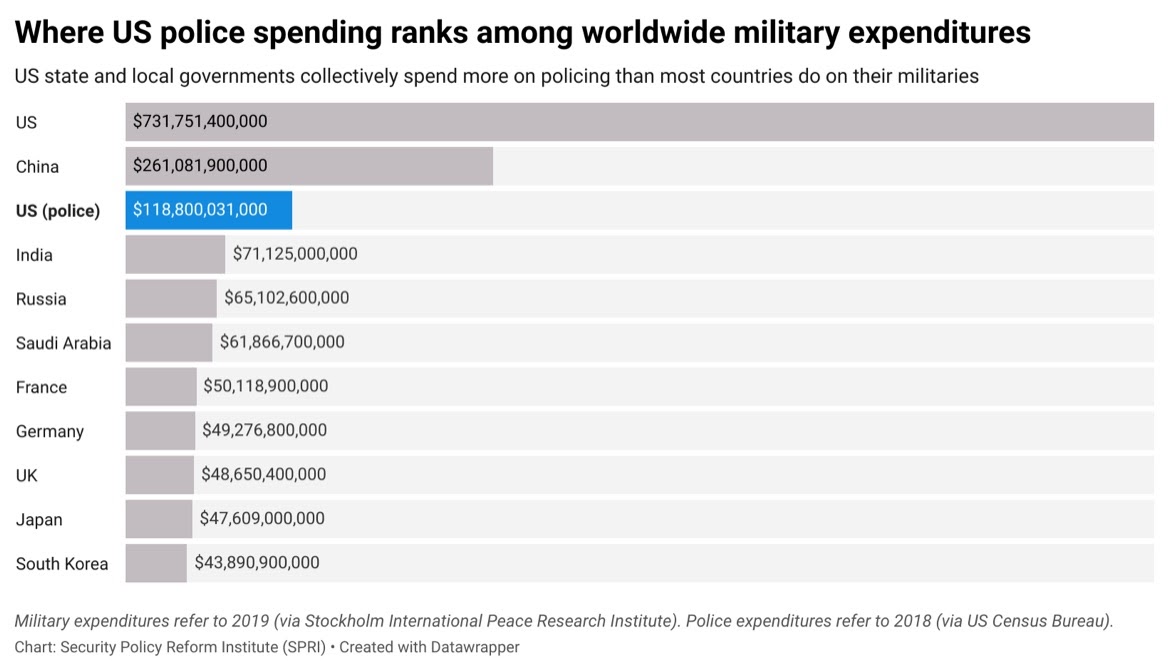 Where US police spending ranks among worldwide military expenditures
US state and local governments collectively spend more on policing than most countries do on their militaries
US $731,751,400,000
China $261,081,900,000
US (police) $118,800,031,000
India $71,125,000,000
Russia $65,102,600,000
Saudi Arabia $61,866,700,000
France $50,118,900,000
Germany $49,276,800,000
UK $48,650,400,000
Japan $47,609,000,000
South Korea $43,890,900,000
Military expenditures refer to 2019 (via Stockholm International Peace Research Institute). Police expenditures refer to 2018 (via US Census Bureau).
Chart: Security Policy Reform Institute (SPRI) • Created with Datawrapper